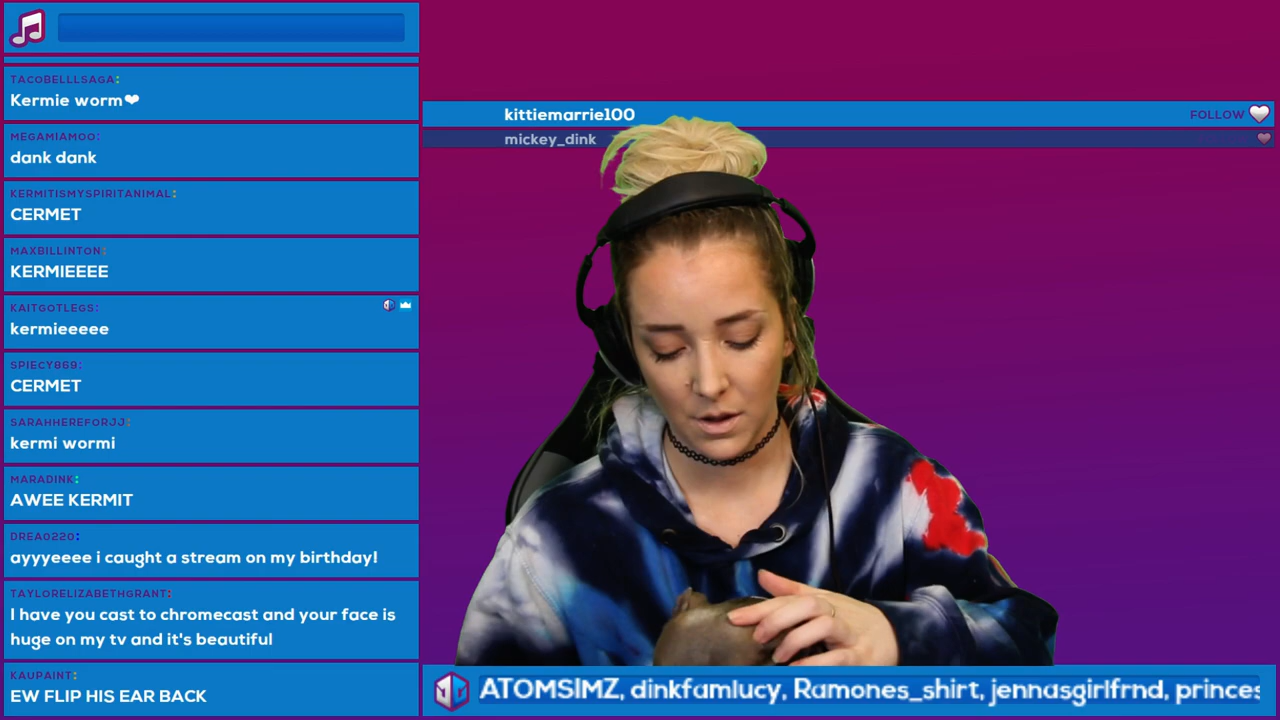 TACOBELLLSAGA:
Kermie worm❤
MEGAMIAMOO:
dank dank
KERMITISMYSPIRITANIMAL:
CERMET
MAXBILLINTON:
KERMIEEEE
KAITGOTLEGS:
kermieeeee
SPIECY869:
CERMET
SARAHHEREFORJJ:
kermi wormi
MARADINK:
AWEE KERMIT
DREA0220:
ayyyeeee i caught a stream on my birthday!
TAYLORELIZABETHGRANT:
I have you cast to chromecast and your face is
huge on my tv and it's beautiful
KAUPAINT:
EW FLIP HIS EAR BACK
kittiemarrie100 FOLLOW
mickey_dink
ATOMSIMZ, dinkfamlucy, Ramones_shirt, jennasgirlfrnd, princes